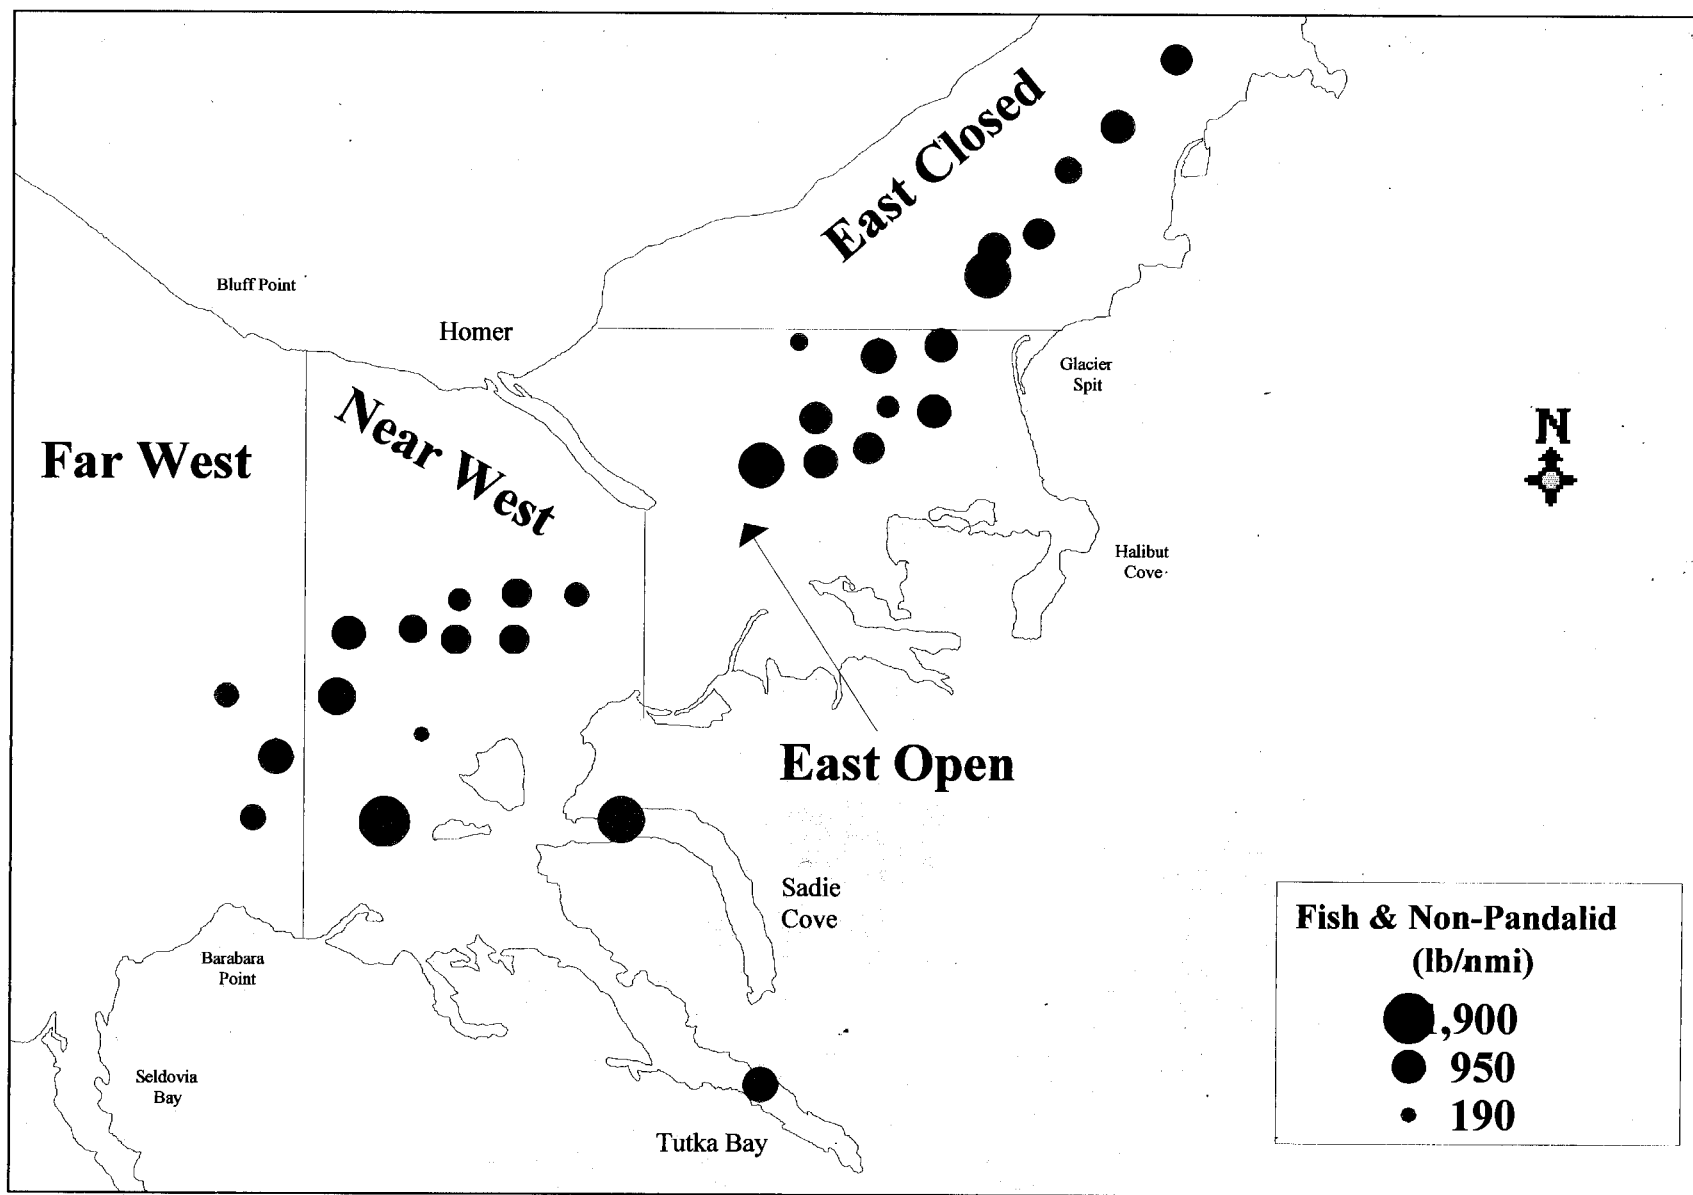 East Closed
Bluff Point
Homer
Glacier
Spit
Near West
Far West
N
Halibut
Cove
East Open
Sadie
Cove
Barabara
Point
Seldovia
Bay
Tutka Bay
Fish & Non-Pandalid
(lb/nmi)
1,900
950
190